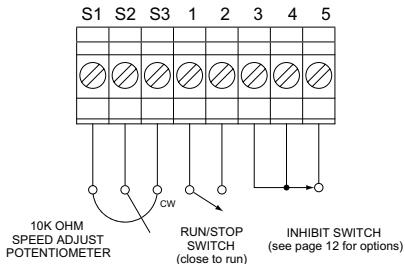 S1 S2 S3 1 2 3 4 5
CW
10K OHM
SPEED ADJUST
POTENTIOMETER
RUN/STOP
SWITCH
(close to run)
INHIBIT SWITCH
(see page 12 for options)